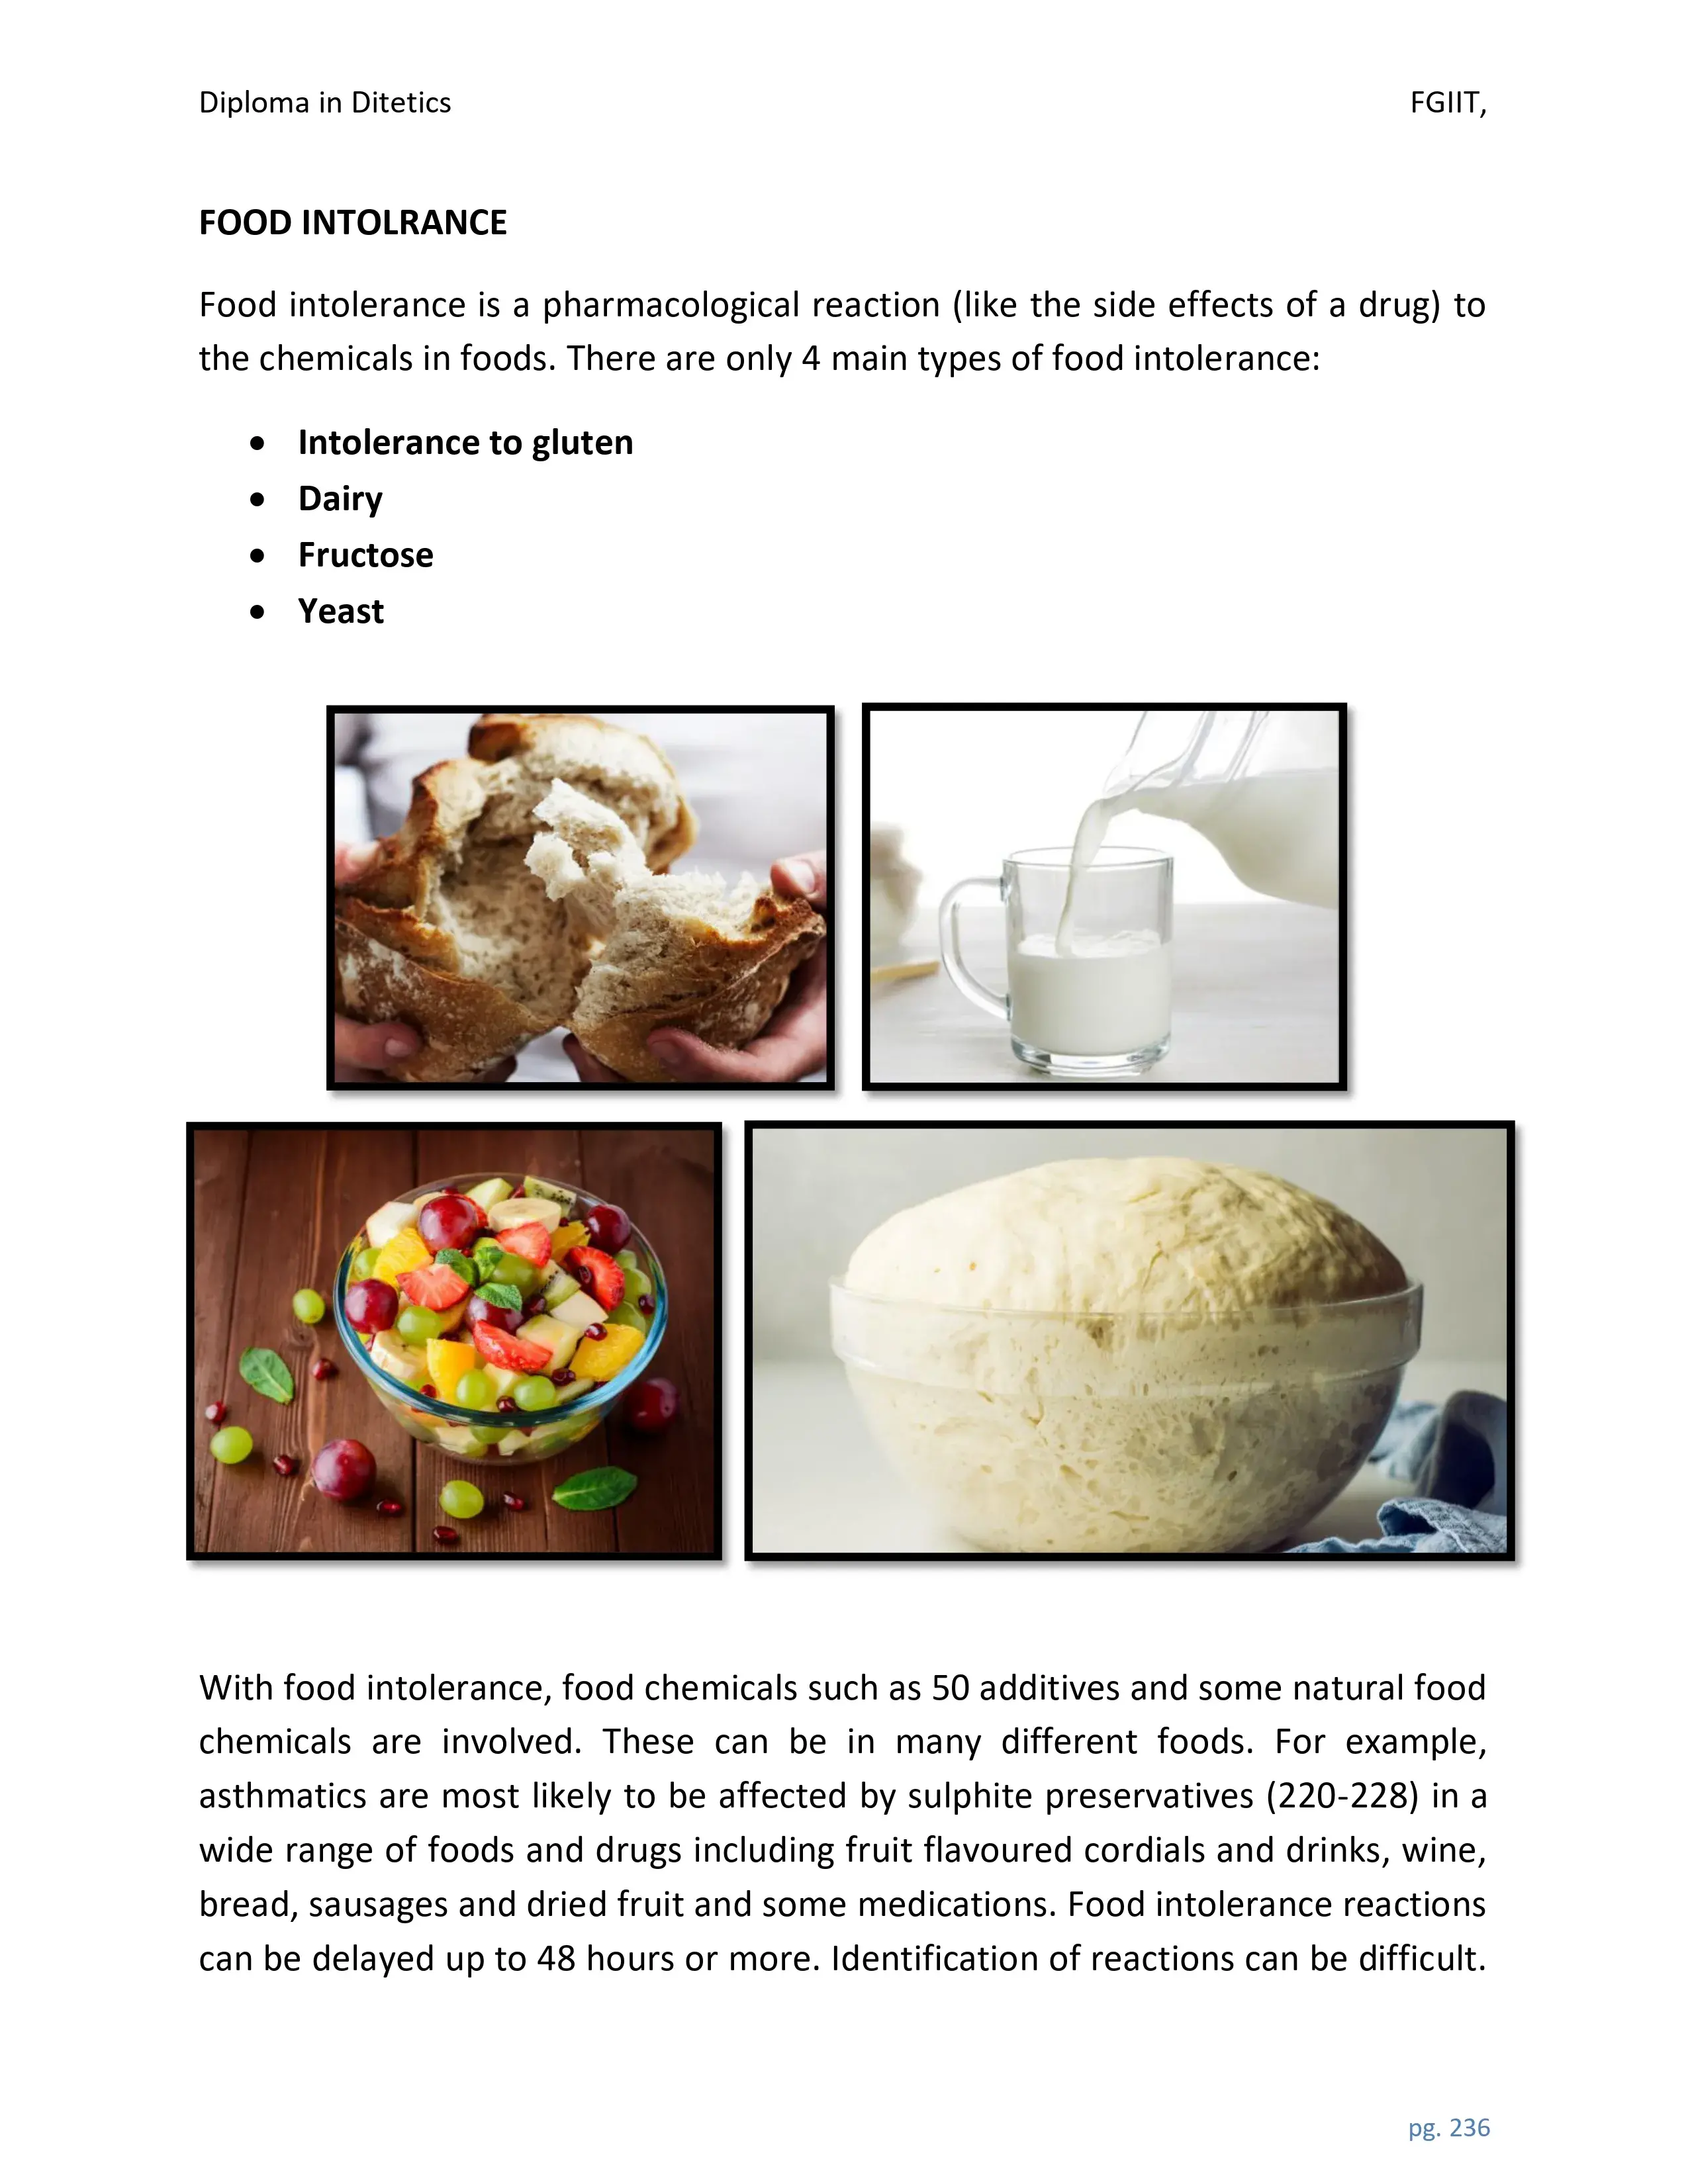 Diploma in Ditetics FGIIT,
FOOD INTOLRANCE
Food intolerance is a pharmacological reaction (like the side effects of a drug) to
the chemicals in foods. There are only 4 main types of food intolerance:
• Intolerance to gluten
• Dairy
• Fructose
• Yeast
With food intolerance, food chemicals such as 50 additives and some natural food
chemicals are involved. These can be in many different foods. For example,
asthmatics are most likely to be affected by sulphite preservatives (220-228) in a
wide range of foods and drugs including fruit flavoured cordials and drinks, wine,
bread, sausages and dried fruit and some medications. Food intolerance reactions
can be delayed up to 48 hours or more. Identification of reactions can be difficult.
pg. 236